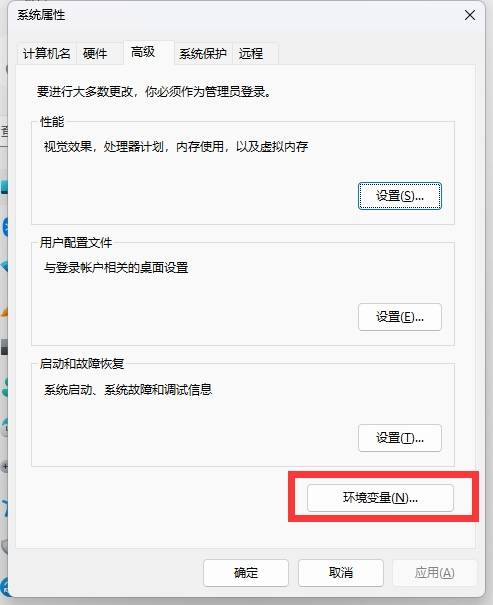 系统属性
计算机名 硬件 高级 系统保护 远程
要进行大多数更改，你必须作为管理员登录。
性能
视觉效果，处理器计划，内存使用，以及虚拟内存
设置(S)...
用户配置文件
与登录帐户相关的桌面设置
设置(E)...
启动和故障恢复
系统启动、系统故障和调试信息
设置(T)...
环境变量(N)...
确定 取消 应用(A)